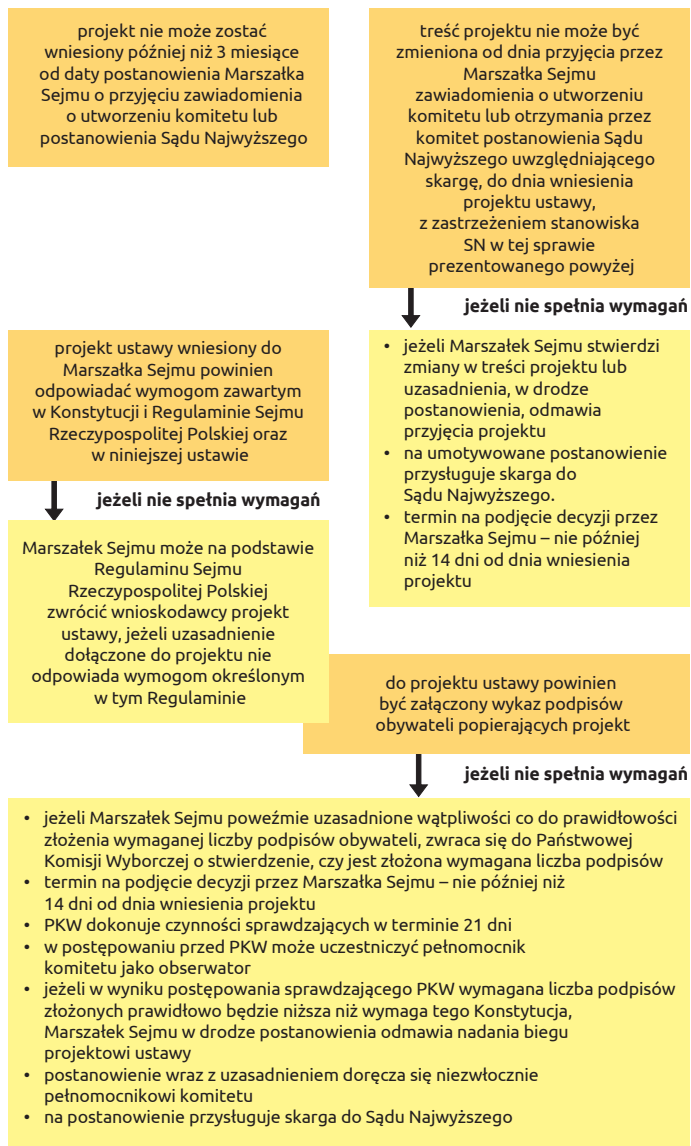 projekt nie może zostać
wniesiony później niż 3 miesiące
od daty postanowienia Marszałka
Sejmu o przyjęciu zawiadomienia
o utworzeniu komitetu lub
postanowienia Sądu Najwyższego
treść projektu nie może być
zmieniona od dnia przyjęcia przez
Marszałka Sejmu
zawiadomienia o utworzeniu
komitetu lub otrzymania przez
komitet postanowienia Sądu
Najwyższego uwzględniającego
skargę, do dnia wniesienia
projektu ustawy,
z zastrzeżeniem stanowiska
SN w tej sprawie
prezentowanego powyżej
jeżeli nie spełnia wymagań
• jeżeli Marszałek Sejmu stwierdzi
zmiany w treści projektu lub
uzasadnienia, w drodze
postanowienia, odmawia
przyjęcia projektu
• na umotywowane postanowienie
przysługuje skarga do
Sądu Najwyższego.
• termin na podjęcie decyzji przez
Marszałka Sejmu – nie później
niż 14 dni od dnia wniesienia
projektu
projekt ustawy wniesiony do
Marszałka Sejmu powinien
odpowiadać wymogom zawartym
w Konstytucji i Regulaminie Sejmu
Rzeczypospolitej Polskiej oraz
w niniejszej ustawie
jeżeli nie spełnia wymagań
Marszałek Sejmu może na podstawie
Regulaminu Sejmu
Rzeczypospolitej Polskiej
zwrócić wnioskodawcy projekt
ustawy, jeżeli uzasadnienie
dołączone do projektu nie
odpowiada wymogom określonym
w tym Regulaminie
do projektu ustawy powinien
być załączony wykaz podpisów
obywateli popierających projekt
jeżeli nie spełnia wymagań
• jeżeli Marszałek Sejmu poweźmie uzasadnione wątpliwości co do prawidłowości
złożenia wymaganej liczby podpisów obywateli, zwraca się do Państwowej
Komisji Wyborczej o stwierdzenie, czy jest złożona wymagana liczba podpisów
• termin na podjęcie decyzji przez Marszałka Sejmu – nie później niż
14 dni od dnia wniesienia projektu
• PKW dokonuje czynności sprawdzających w terminie 21 dni
• w postępowaniu przed PKW może uczestniczyć pełnomocnik
komitetu jako obserwator
• jeżeli w wyniku postępowania sprawdzającego PKW wymagana liczba podpisów
złożonych prawidłowo będzie niższa niż wymaga tego Konstytucja,
Marszałek Sejmu w drodze postanowienia odmawia nadania biegu
projektowi ustawy
• postanowienie wraz z uzasadnieniem doręcza się niezwłocznie
pełnomocnikowi komitetu
• na postanowienie przysługuje skarga do Sądu Najwyższego